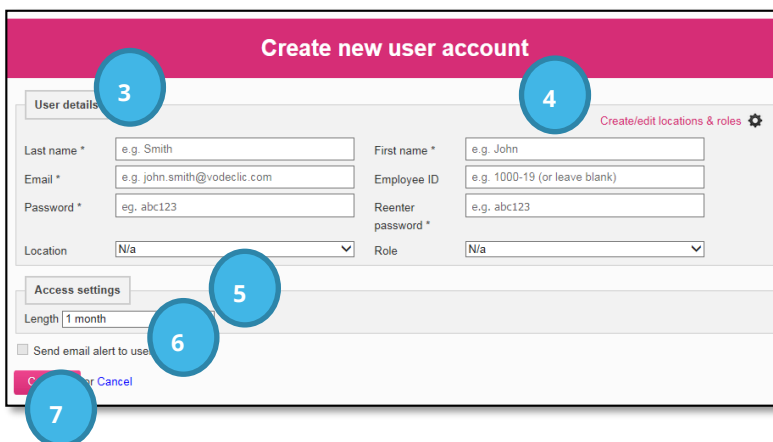 Create new user account
3
4
User details
Create/edit locations & roles
Last name * e.g. Smith First name * e.g. John
Email * e.g. john.smith@vodeclic.com Employee ID e.g. 1000-19 (or leave blank)
Password * eg. abc123 Reenter password * e.g. abc123
Location N/a Role N/a
Access settings
5
Length 1 month
6
Send email alert to
or Cancel
7